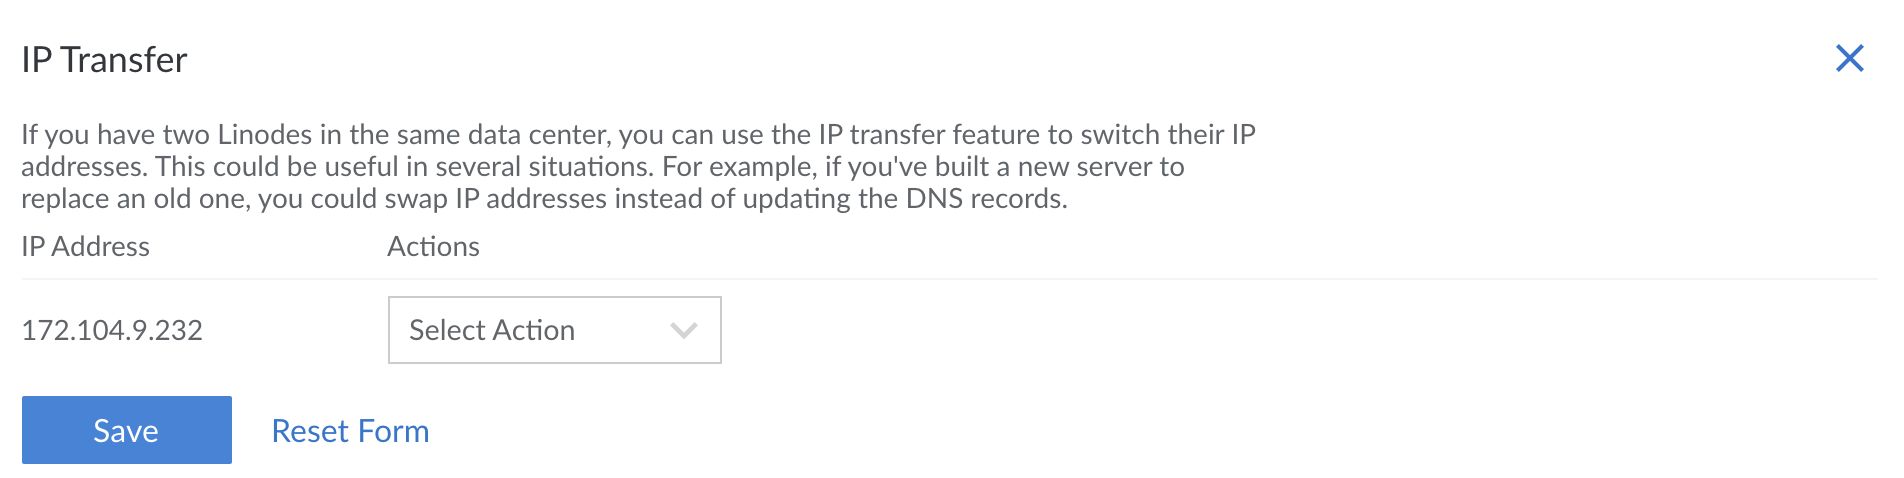 IP Transfer
If you have two Linodes in the same data center, you can use the IP transfer feature to switch their IP
addresses. This could be useful in several situations. For example, if you've built a new server to
replace an old one, you could swap IP addresses instead of updating the DNS records.
IP Address Actions
172.104.9.232 Select Action
Save Reset Form